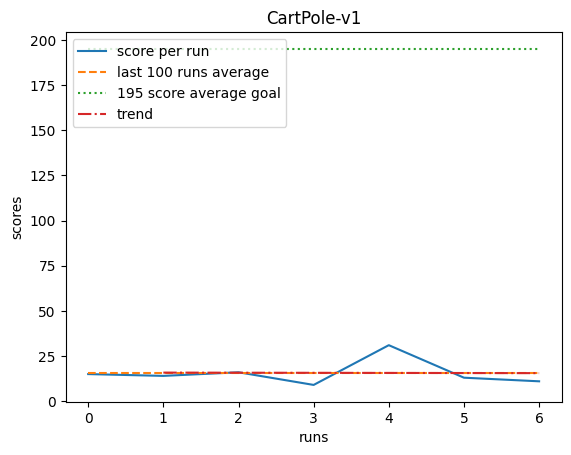 CartPole-v1
200
175
150
125
100
75
50
25
0
scores
score per run
last 100 runs average
195 score average goal
trend
0 1 2 3 4 5 6
runs